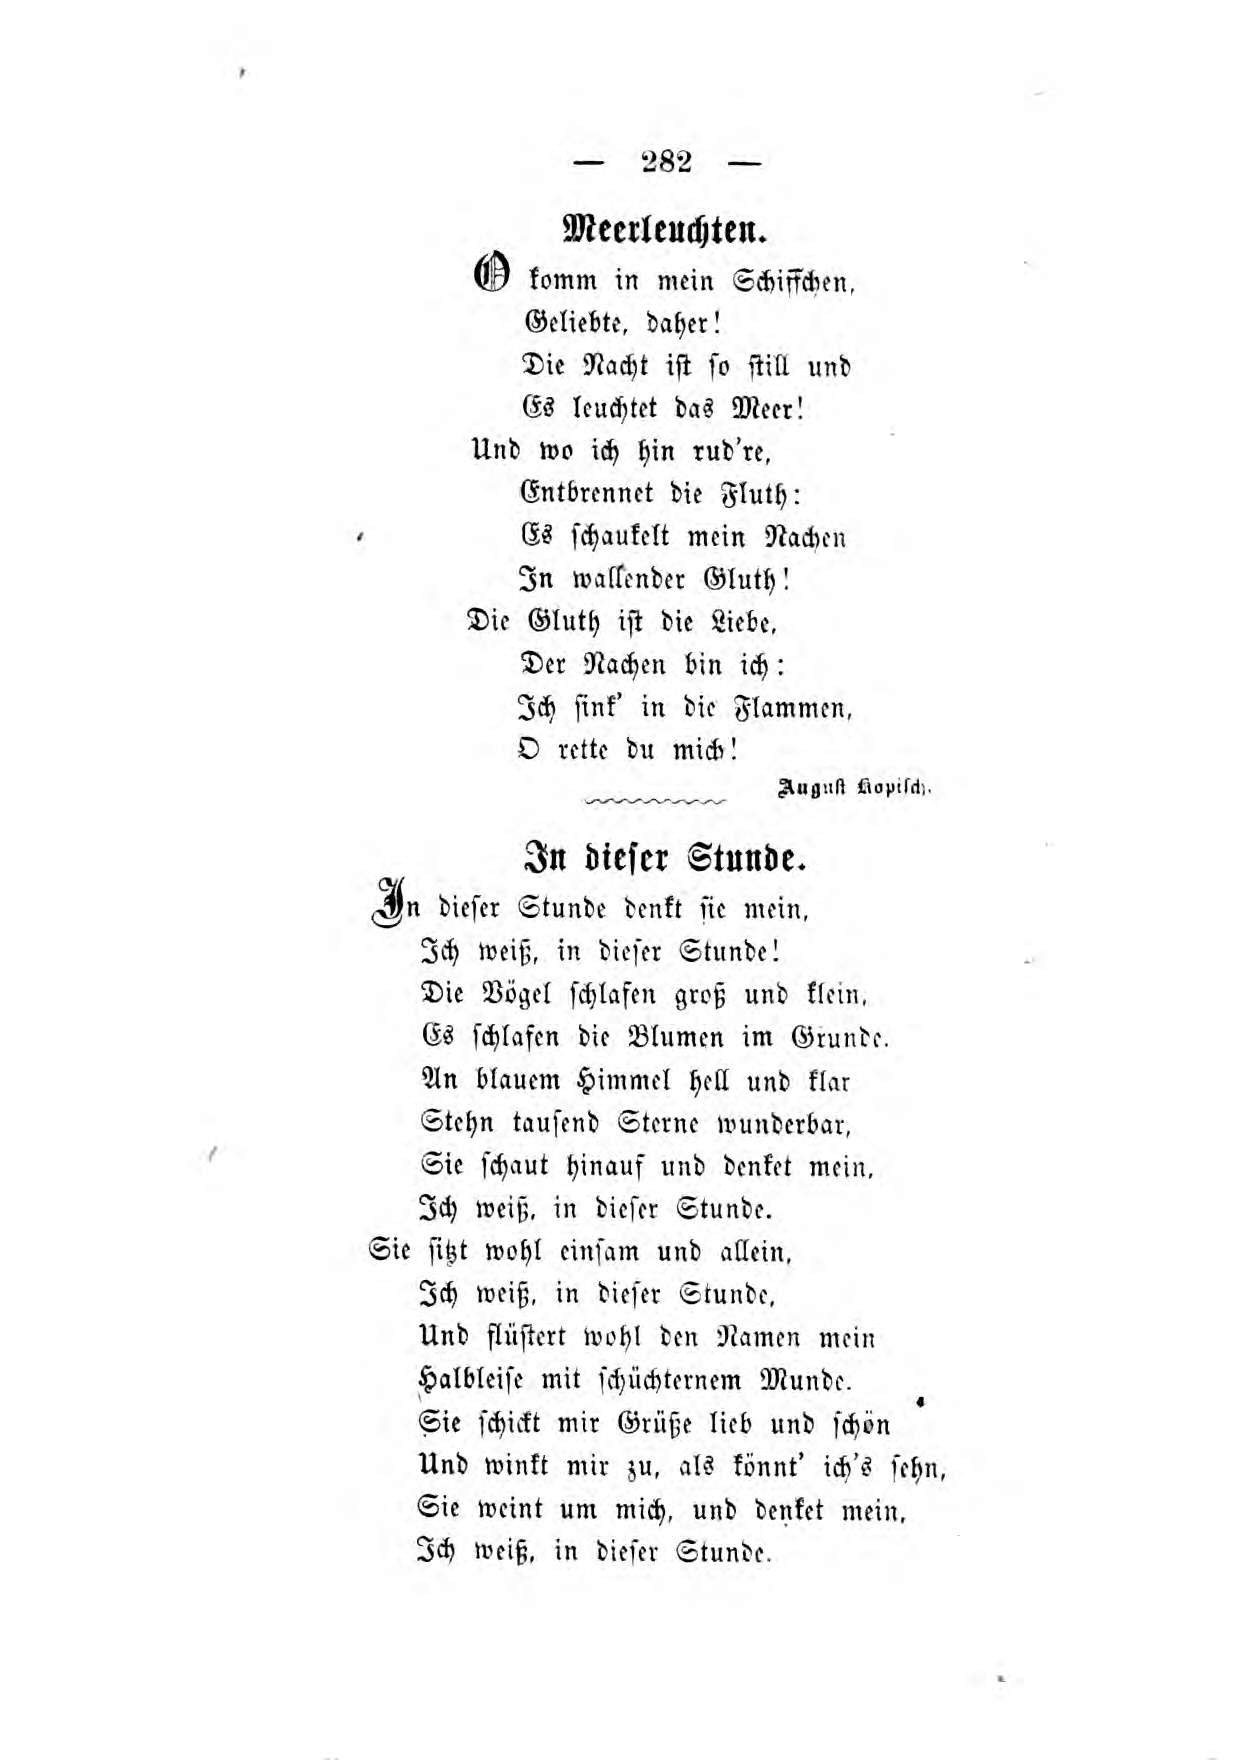 — 282 —
Meerleuchten.
O komm in mein Schiffchen,
Geliebte, daher!
Die Nacht ist so still und
Es leuchtet das Meer!
Und wo ich hin rud're,
Entbrennet die Fluth:
Es schaukelt mein Nachen
In wallender Gluth!
Die Gluth ist die Liebe,
Der Nachen bin ich:
Ich sink' in die Flammen,
O rette du mich!
August Kopisch.
In dieser Stunde.
In dieser Stunde denkt sie mein,
Ich weiß, in dieser Stunde!
Die Vögel schlafen groß und klein,
Es schlafen die Blumen im Grunde.
An blauem Himmel hell und klar
Stehn tausend Sterne wunderbar,
Sie schaut hinauf und denket mein,
Ich weiß, in dieser Stunde.
Sie sitzt wohl einsam und allein,
Ich weiß, in dieser Stunde,
Und flüstert wohl den Namen mein
Halbleise mit schüchternem Munde.
Sie schickt mir Grüße lieb und schön
Und winkt mir zu, als könnt' ich's sehn,
Sie weint um mich, und denket mein,
Ich weiß, in dieser Stunde.